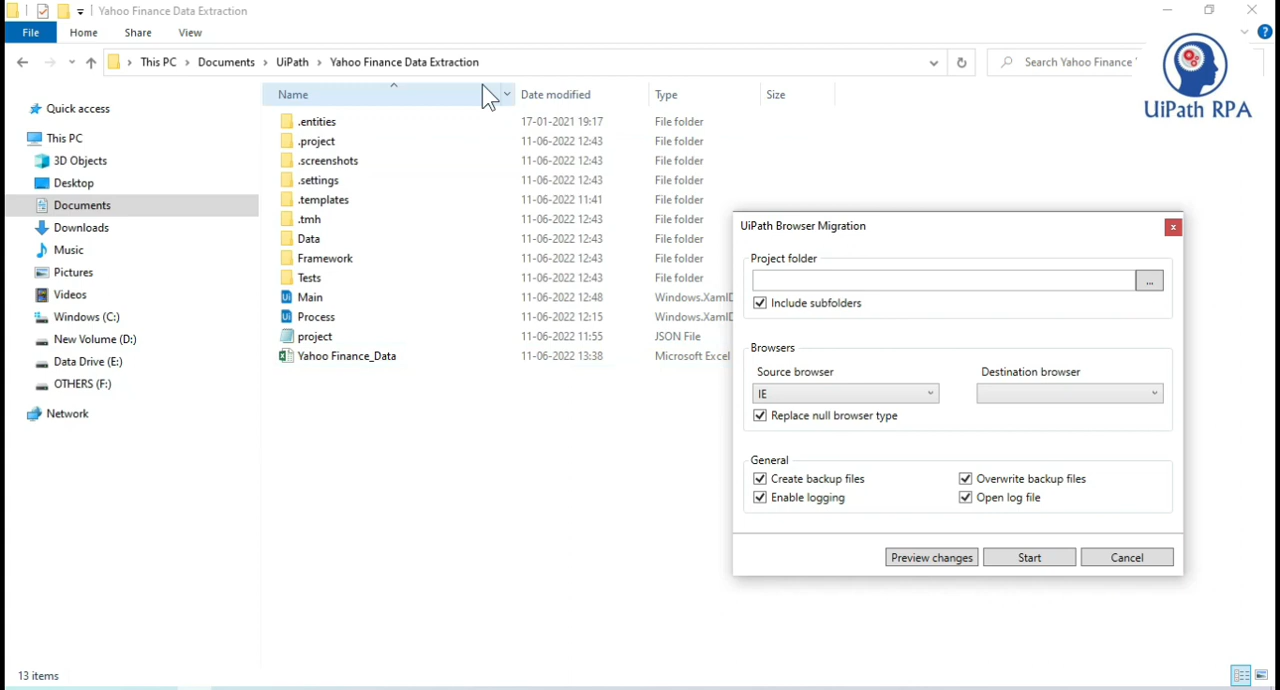 Yahoo Finance Data Extraction
File Home Share View
This PC Documents UiPath Yahoo Finance Data Extraction
Search Yahoo Finance
UiPath RPA
Name Date modified Type Size
Quick access
This PC
3D Objects
Desktop
Documents
Downloads
Music
Pictures
Videos
Windows (C:)
New Volume (D:)
Data Drive (E:)
OTHERS (F:)
Network
.entities 17-01-2021 19:17 File folder
.project 11-06-2022 12:43 File folder
.screenshots 11-06-2022 12:43 File folder
.settings 11-06-2022 12:43 File folder
.templates 11-06-2022 11:41 File folder
.tmh 11-06-2022 12:43 File folder
Data 11-06-2022 12:43 File folder
Framework 11-06-2022 12:43 File folder
Tests 11-06-2022 12:43 File folder
Main 11-06-2022 12:48 Windows.XamlD
Process 11-06-2022 12:15 Windows.XamlD
project 11-06-2022 11:55 JSON File
Yahoo Finance_Data 11-06-2022 13:38 Microsoft Excel
UiPath Browser Migration x
Project folder
...
Include subfolders
Browsers
Source browser Destination browser
IE
Replace null browser type
General
Create backup files Overwrite backup files
Enable logging Open log file
Preview changes Start Cancel
13 items